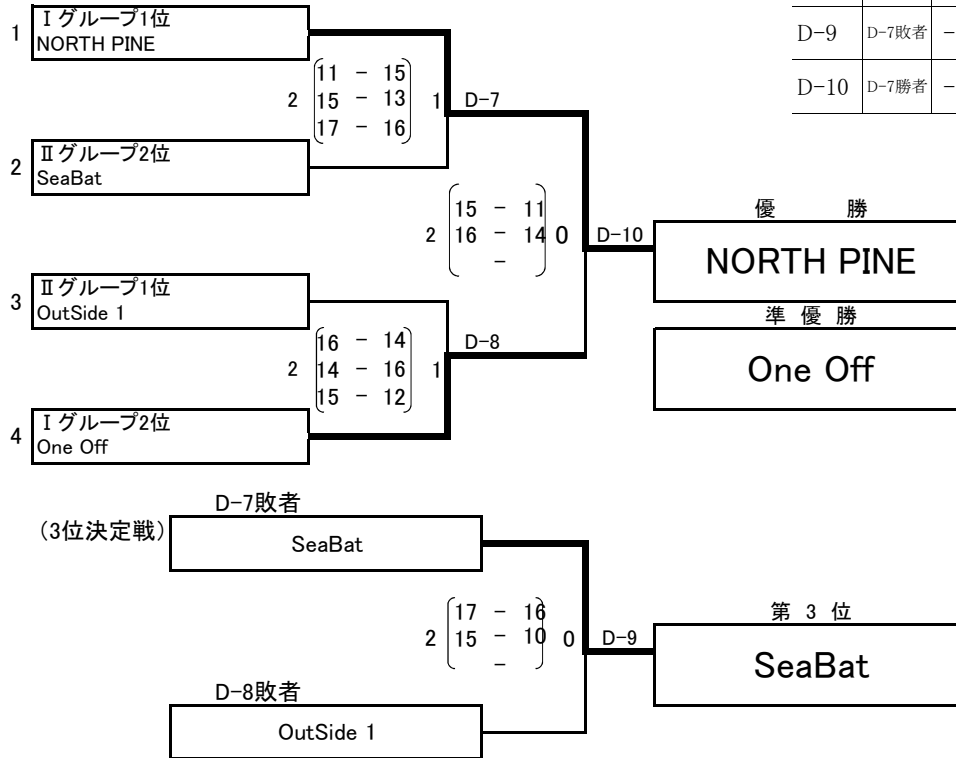 D-9 D-7敗者 -
D-10 D-7勝者 -
1 Ⅰグループ1位
NORTH PINE
11 - 15
2 15 - 13 1 D-7
17 - 16
2 Ⅱグループ2位
SeaBat
15 - 11
2 16 - 14 0 D-10
-
優 勝
NORTH PINE
準 優 勝
One Off
3 Ⅱグループ1位
OutSide 1
16 - 14 D-8
2 14 - 16 1
15 - 12
4 Ⅰグループ2位
One Off
D-7敗者
(3位決定戦)
SeaBat
17 - 16
2 15 - 10 0 D-9
-
第 3 位
SeaBat
D-8敗者
OutSide 1